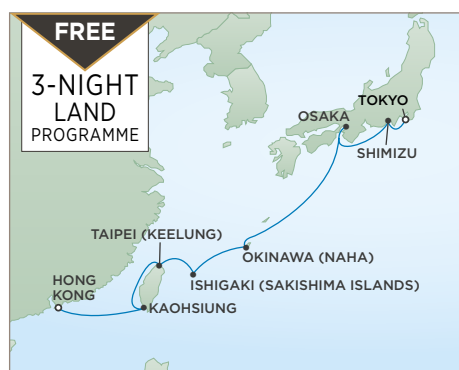 FREE
3-NIGHT
LAND
PROGRAMME
TOKYO
OSAKA
SHIMIZU
TAIPEI (KEELUNG)
OKINAWA (NAHA)
ISHIGAKI (SAKISHIMA ISLANDS)
HONG
KONG
KAOHSIUNG